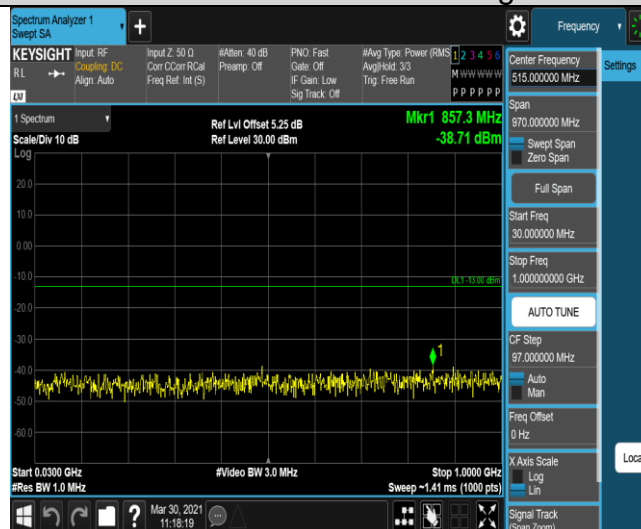 Spectrum Analyzer 1
Swept SA
Frequency
KEYSIGHT
RL
Input: RF
Coupling: DC
Align: Auto
Input Z: 50 Ω
Corr CCorr RCal
Freq Ref: Int (S)
#Atten: 40 dB
Preamp: Off
PNO: Fast
Gate: Off
IF Gain: Low
Sig Track: Off
#Avg Type: Power (RMS
Avg|Hold: 3/3
Trig: Free Run
1 2 3 4 5 6
M W W W W W
P P P P P P
LXI
1 Spectrum
Scale/Div 10 dB
Ref Lvl Offset 5.25 dB
Ref Level 30.00 dBm
Mkr1 857.3 MHz
-38.71 dBm
Log
20.0
10.0
0.00
-10.0
DL1 -13.00 dBm
-20.0
-30.0
1
-40.0
-50.0
-60.0
Start 0.0300 GHz
#Res BW 1.0 MHz
#Video BW 3.0 MHz
Stop 1.0000 GHz
Sweep ~1.41 ms (1000 pts)
?
Mar 30, 2021
11:18:19
Center Frequency
515.000000 MHz
Span
970.000000 MHz
Swept Span
Zero Span
Full Span
Start Freq
30.000000 MHz
Stop Freq
1.000000000 GHz
AUTO TUNE
CF Step
97.000000 MHz
Auto
Man
Freq Offset
0 Hz
X Axis Scale
Log
Lin
Signal Track
(Span Zoom)
Settings
Loca